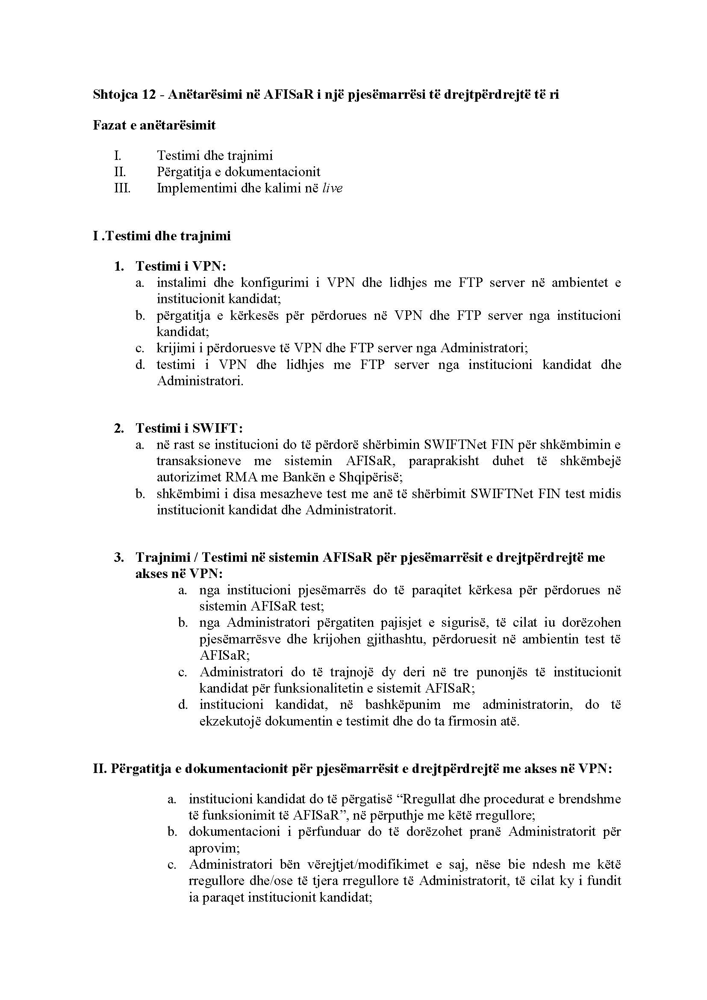 Shtojca 12 - Anëtarësimi në AFISaR i një pjesëmarrësi të drejtpërdrejtë të ri
Fazat e anëtarësimit
I. Testimi dhe trajnimi
II. Përgatitja e dokumentacionit
III. Implementimi dhe kalimi në live
I .Testimi dhe trajnimi
1. Testimi i VPN:
a. instalimi dhe konfigurimi i VPN dhe lidhjes me FTP server në ambientet e
institucionit kandidat;
b. përgatitja e kërkesës për përdorues në VPN dhe FTP server nga institucioni
kandidat;
c. krijimi i përdoruesve të VPN dhe FTP server nga Administratori;
d. testimi i VPN dhe lidhjes me FTP server nga institucioni kandidat dhe
Administratori.
2. Testimi i SWIFT:
a. në rast se institucioni do të përdorë shërbimin SWIFTNet FIN për shkëmbimin e
transaksioneve me sistemin AFISaR, paraprakisht duhet të shkëmbejë
autorizimet RMA me Bankën e Shqipërisë;
b. shkëmbimi i disa mesazheve test me anë të shërbimit SWIFTNet FIN test midis
institucionit kandidat dhe Administratorit.
3. Trajnimi / Testimi në sistemin AFISaR për pjesëmarrësit e drejtpërdrejtë me
akses në VPN:
a. nga institucioni pjesëmarrës do të paraqitet kërkesa për përdorues në
sistemin AFISaR test;
b. nga Administratori përgatiten pajisjet e sigurisë, të cilat iu dorëzohen
pjesëmarrësve dhe krijohen gjithashtu, përdoruesit në ambientin test të
AFISaR;
c. Administratori do të trajnojë dy deri në tre punonjës të institucionit
kandidat për funksionalitetin e sistemit AFISaR;
d. institucioni kandidat, në bashkëpunim me administratorin, do të
ekzekutojë dokumentin e testimit dhe do ta firmosin atë.
II. Përgatitja e dokumentacionit për pjesëmarrësit e drejtpërdrejtë me akses në VPN:
a. institucioni kandidat do të përgatisë “Rregullat dhe procedurat e brendshme
të funksionimit të AFISaR”, në përputhje me këtë rregullore;
b. dokumentacioni i përfunduar do të dorëzohet pranë Administratorit për
aprovim;
c. Administratori bën vërejtjet/modifikimet e saj, nëse bie ndesh me këtë
rregullore dhe/ose të tjera rregullore të Administratorit, të cilat ky i fundit
ia paraqet institucionit kandidat;